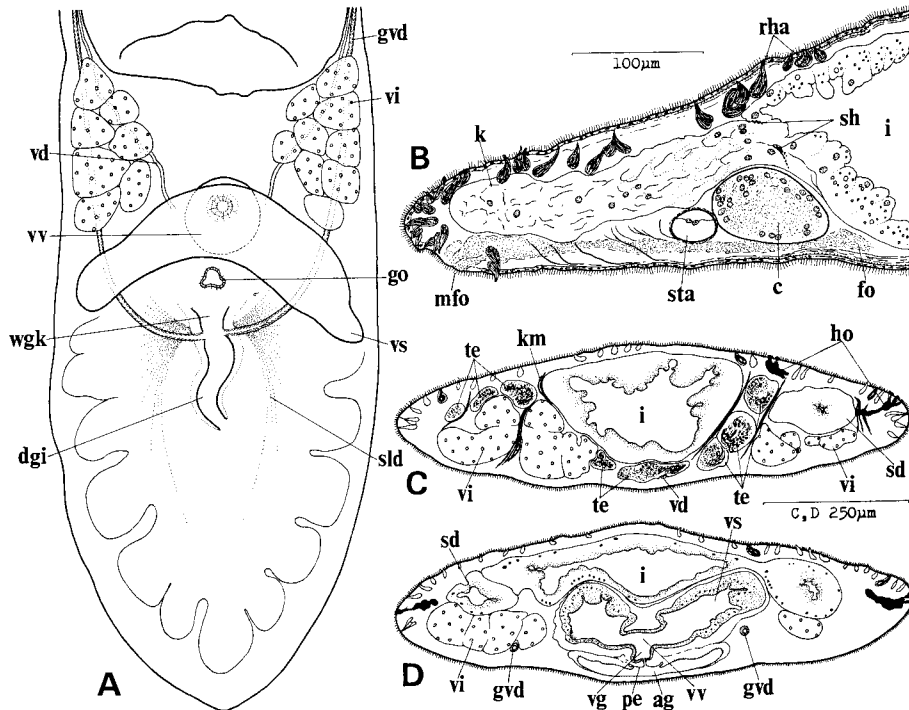 gvd
vi
vd
vv
go
wgk
vs
dgi
sld
A
100µm
rha
sh
i
B
k
mfo
sta
c
fo
te
km
i
ho
vi
te
vd
te
vi
sd
C
C,D 250µm
sd
i
vs
D
vi
gvd
vg
pe
ag
vv
gvd